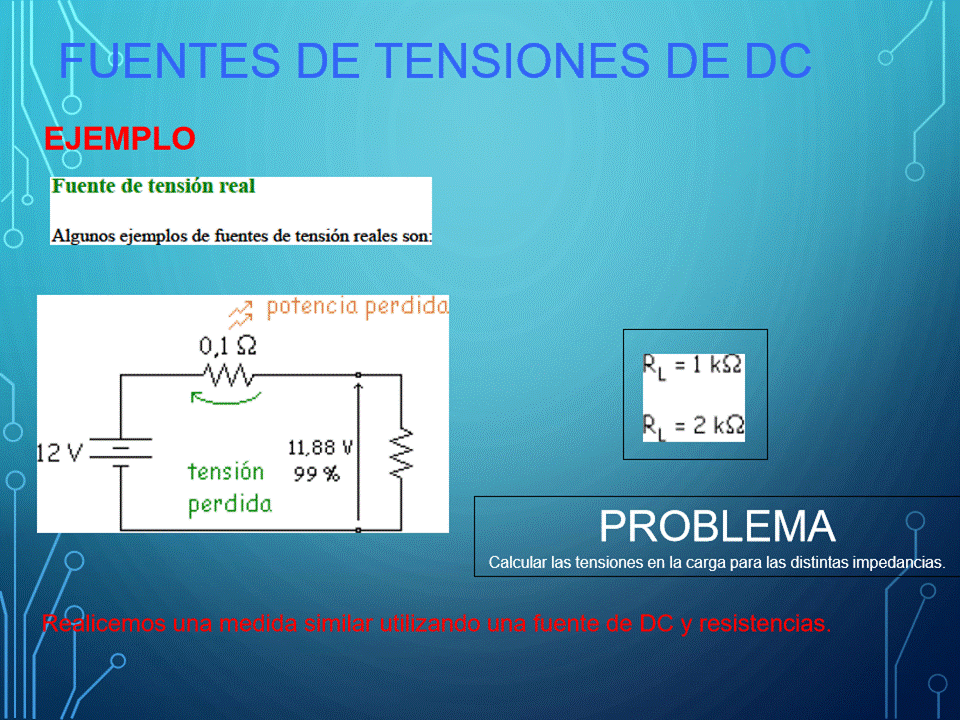 FUENTES DE TENSIONES DE DC
EJEMPLO
Fuente de tensión real
Algunos ejemplos de fuentes de tensión reales son:
potencia perdida
0,1 Ω
12 V
11,88 V
99 %
tensión
perdida
R_L = 1 kΩ
R_L = 2 kΩ
PROBLEMA
Calcular las tensiones en la carga para las distintas impedancias.
Realicemos una medida similar utilizando una fuente de DC y resistencias.